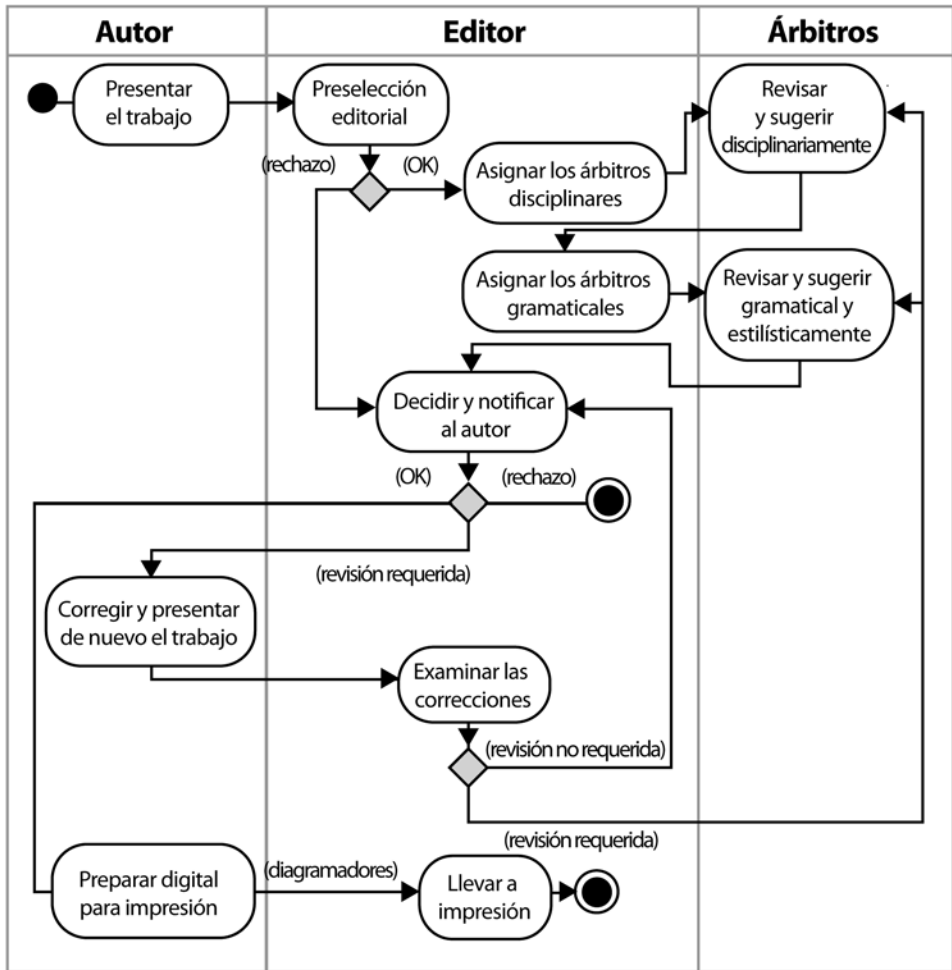 Autor
Editor
Árbitros
Presentar
el trabajo
Preselección
editorial
Revisar
y sugerir
disciplinariamente
(rechazo)
(OK)
Asignar los árbitros
disciplinares
Asignar los árbitros
gramaticales
Revisar y sugerir
gramatical y
estilísticamente
Decidir y notificar
al autor
(OK)
(rechazo)
(revisión requerida)
Corregir y presentar
de nuevo el trabajo
Examinar las
correcciones
(revisión no requerida)
(revisión requerida)
Preparar digital
para impresión
(diagramadores)
Llevar a
impresión